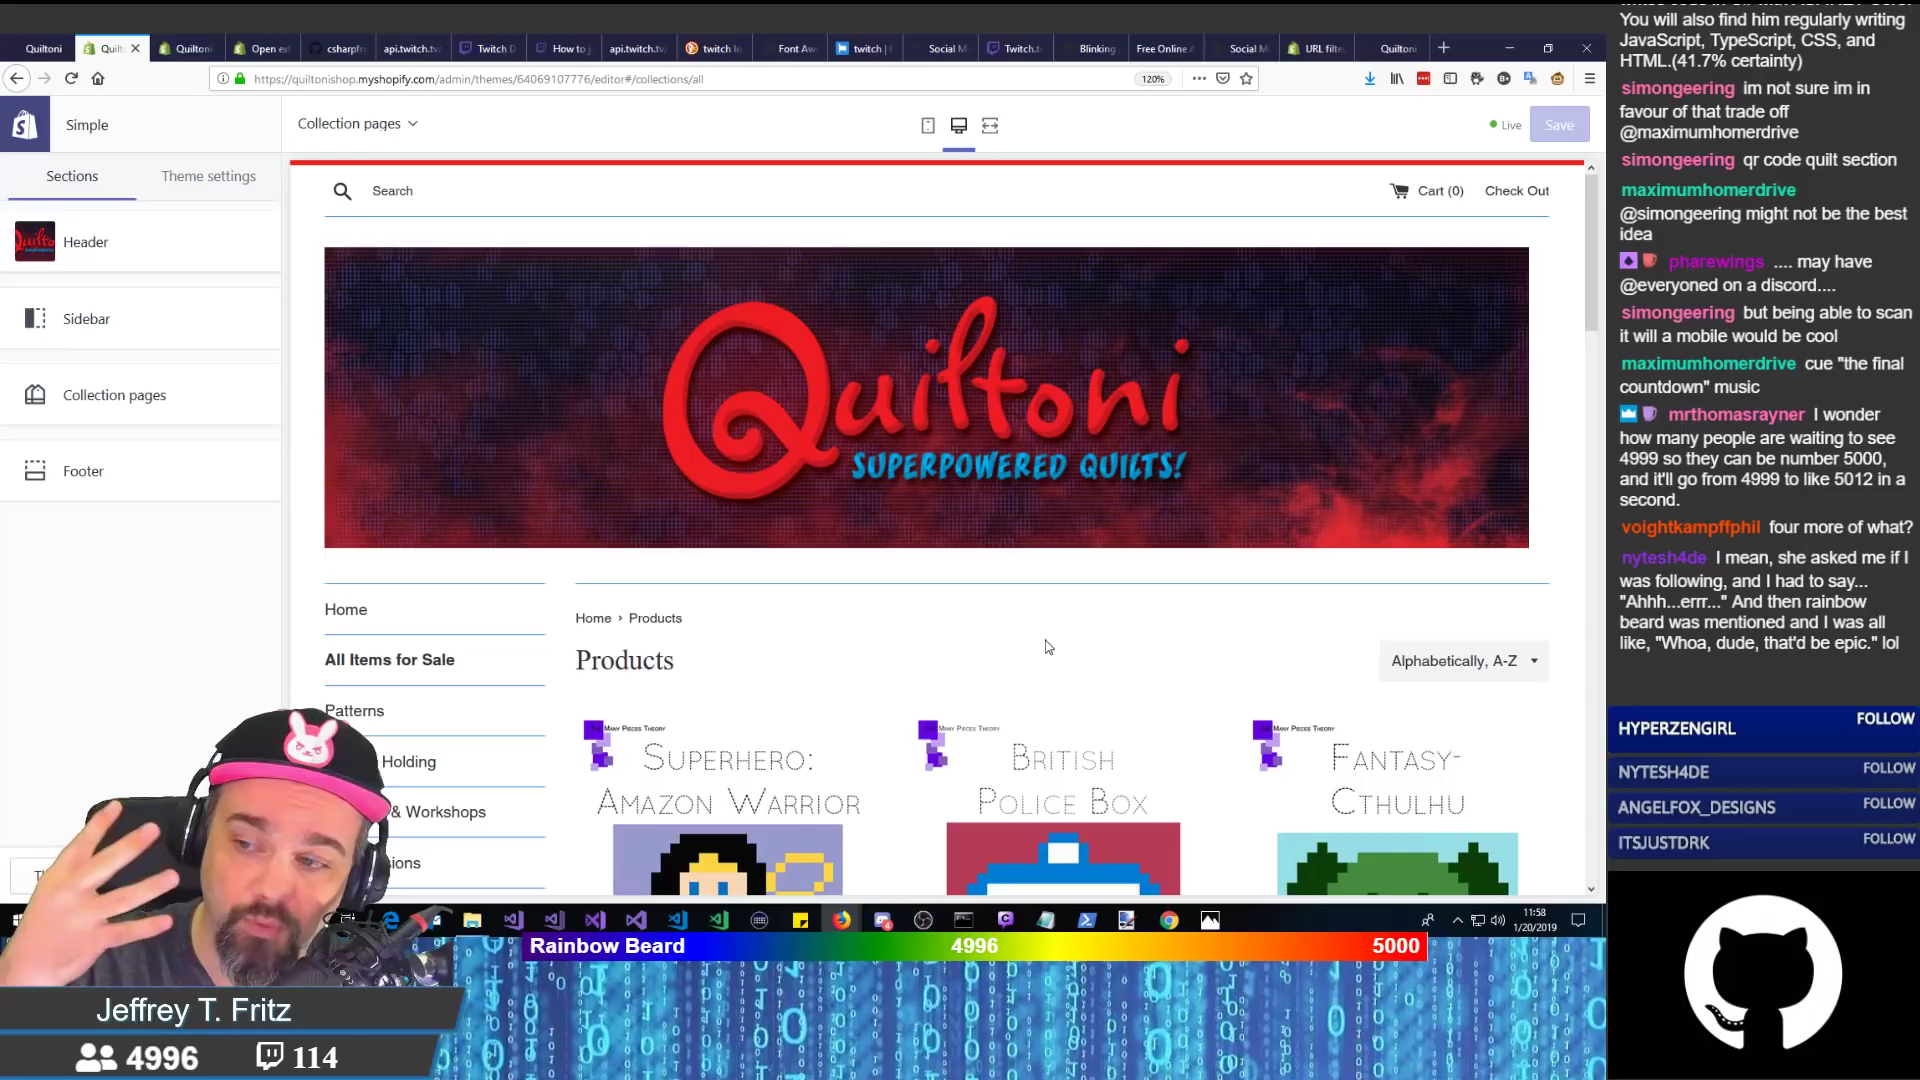 Quiltoni
Quilt
Quiltoni
Open ex
csharpfr
api.twitch.tv
Twitch D
How to j
api.twitch.tv/
twitch lo
Font Aw
twitch |
Social M
Twitch.tv
Blinking
Free Online
Social M
URL filte
Quiltoni
https://quiltonishop.myshopify.com/admin/themes/64069107776/editor#/collections/all
120%
Simple
Collection pages
Live
Save
Sections
Theme settings
Header
Sidebar
Collection pages
Footer
Search
Cart (0)
Check Out
Quiltoni
SUPERPOWERED QUILTS!
Home
All Items for Sale
Patterns
Holding
& Workshops
ions
Home › Products
Products
Alphabetically, A-Z
Many Pieces Theory
Superhero:
Amazon Warrior
Many Pieces Theory
British
Police Box
Many Pieces Theory
Fantasy-
Cthulhu
11:58
1/20/2019
Rainbow Beard
4996
5000
Jeffrey T. Fritz
4996
114
You will also find him regularly writing
JavaScript, TypeScript, CSS, and
HTML.(41.7% certainty)
simongeering im not sure im in
favour of that trade off
@maximumhomerdrive
simongeering qr code quilt section
maximumhomerdrive
@simongeering might not be the best
idea
pharewings .... may have
@everyoned on a discord....
simongeering but being able to scan
it will a mobile would be cool
maximumhomerdrive cue "the final
countdown" music
mrthomasrayner I wonder
how many people are waiting to see
4999 so they can be number 5000,
and it'll go from 4999 to like 5012 in a
second.
voightkampffphil four more of what?
nytesh4de I mean, she asked me if I
was following, and I had to say...
"Ahhh...errr..." And then rainbow
beard was mentioned and I was all
like, "Whoa, dude, that'd be epic." lol
HYPERZENGIRL FOLLOW
NYTESH4DE FOLLOW
ANGELFOX_DESIGNS FOLLOW
ITSJUSTDRK FOLLOW